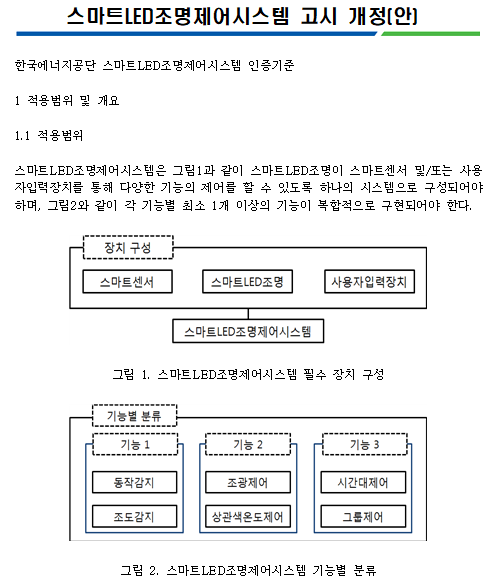 스마트LED조명제어시스템 고시 개정(안)
한국에너지공단 스마트LED조명제어시스템 인증기준
1 적용범위 및 개요
1.1 적용범위
스마트LED조명제어시스템은 그림1과 같이 스마트LED조명이 스마트센서 및/또는 사용
자입력장치를 통해 다양한 기능의 제어를 할 수 있도록 하나의 시스템으로 구성되어야
하며, 그림2와 같이 각 기능별 최소 1개 이상의 기능이 복합적으로 구현되어야 한다.
장치 구성
스마트센서 스마트LED조명 사용자입력장치
스마트LED조명제어시스템
그림 1. 스마트LED조명제어시스템 필수 장치 구성
기능별 분류
기능 1 기능 2 기능 3
동작감지 조광제어 시간대제어
조도감지 상관색온도제어 그룹제어
그림 2. 스마트LED조명제어시스템 기능별 분류